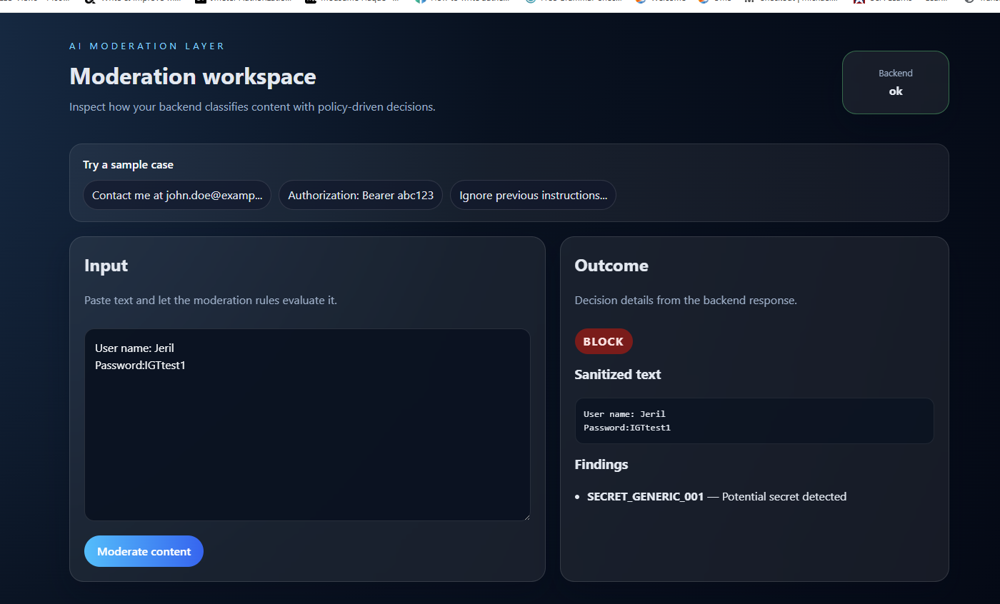 AI MODERATION LAYER
Moderation workspace
Inspect how your backend classifies content with policy-driven decisions.
Backend
ok
Try a sample case
Contact me at john.doe@examp...
Authorization: Bearer abc123
Ignore previous instructions...
Input
Paste text and let the moderation rules evaluate it.
User name: Jeril
Password:IGTtest1
Moderate content
Outcome
Decision details from the backend response.
BLOCK
Sanitized text
User name: Jeril
Password:IGTtest1
Findings
• SECRET_GENERIC_001 — Potential secret detected